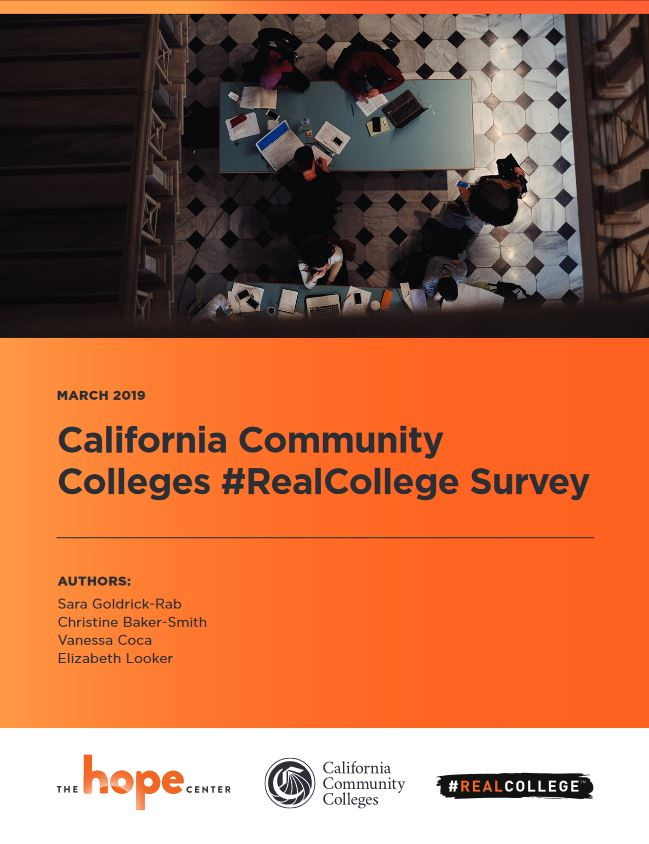 MARCH 2019
California Community
Colleges #RealCollege Survey
AUTHORS:
Sara Goldrick-Rab
Christine Baker-Smith
Vanessa Coca
Elizabeth Looker
THE hope CENTER
California
Community
Colleges
#REALCOLLEGE™